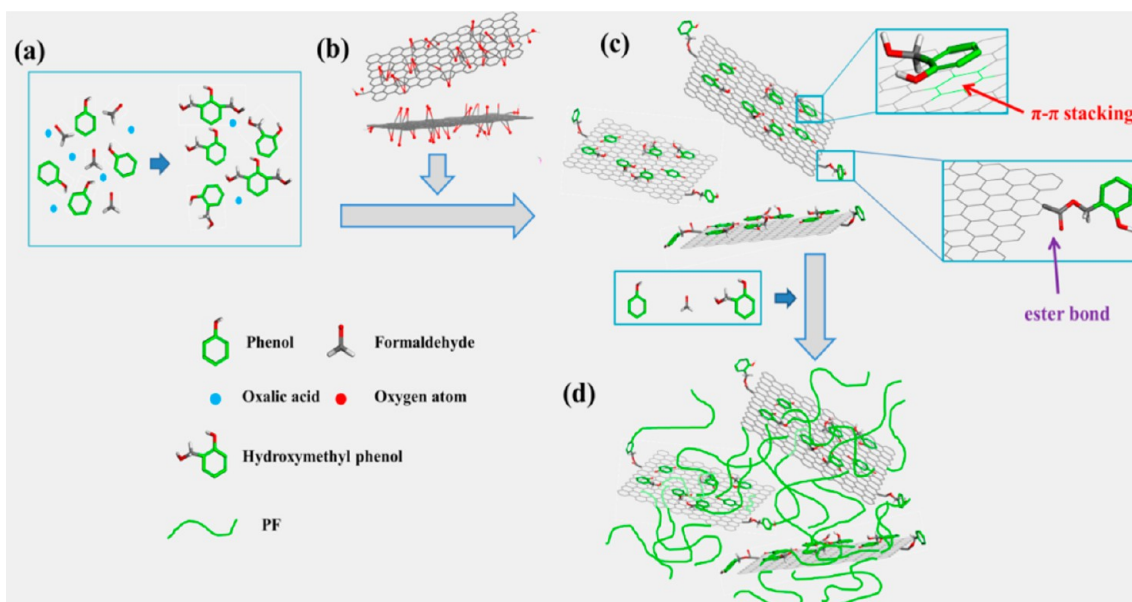 (a)
(b)
(c)
π-π stacking
ester bond
Phenol
Formaldehyde
Oxalic acid
Oxygen atom
Hydroxymethyl phenol
PF
(d)